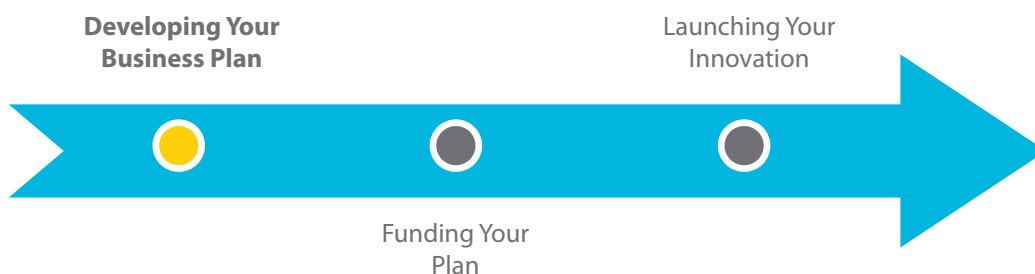 Developing Your
Business Plan
Funding Your
Plan
Launching Your
Innovation